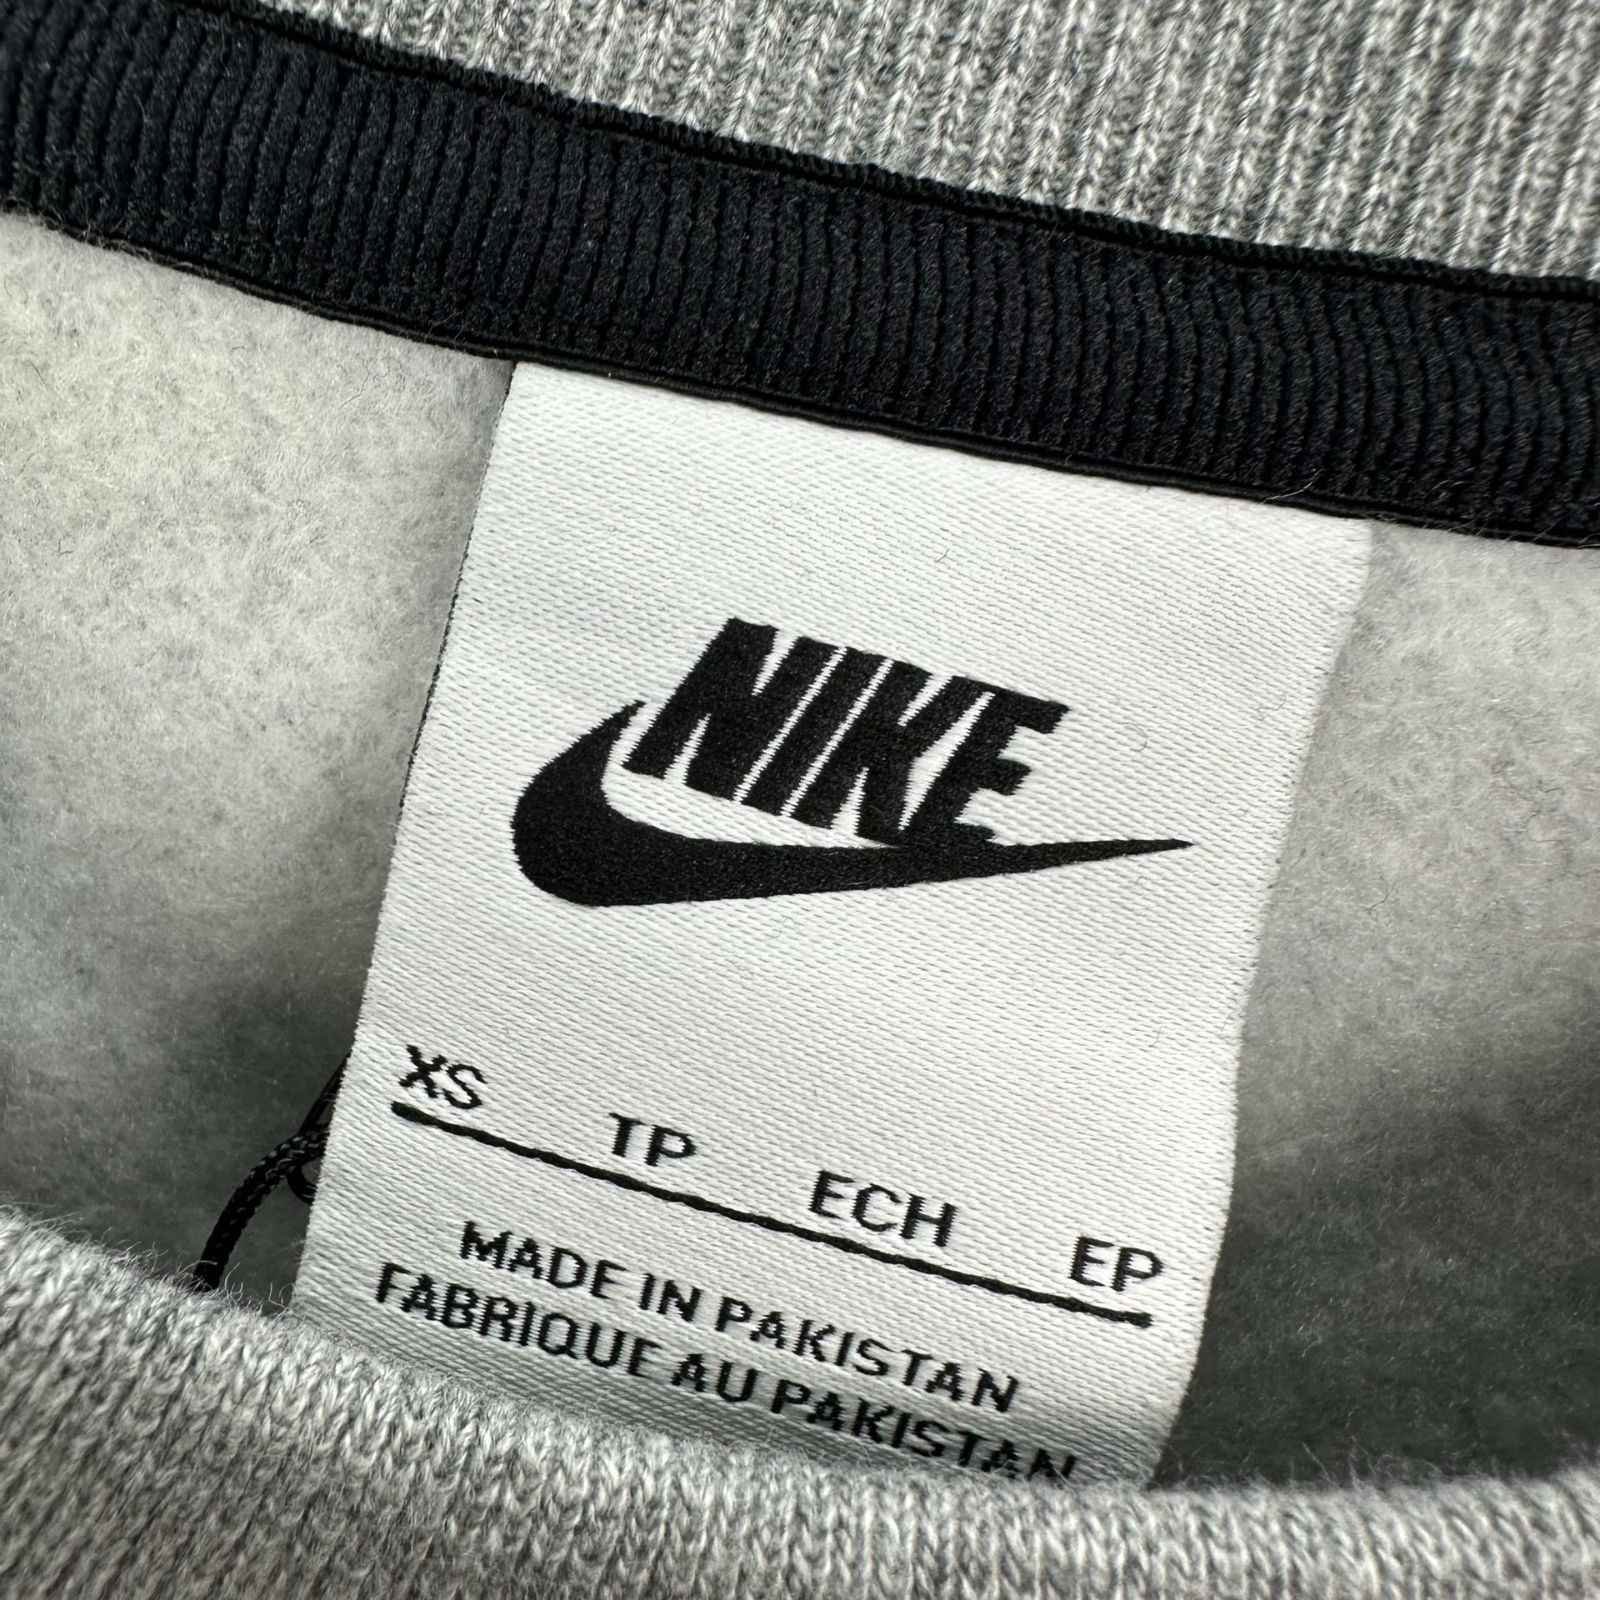 NIKE
XS TP ECH EP
MADE IN PAKISTAN
FABRIQUE AU PAKISTAN